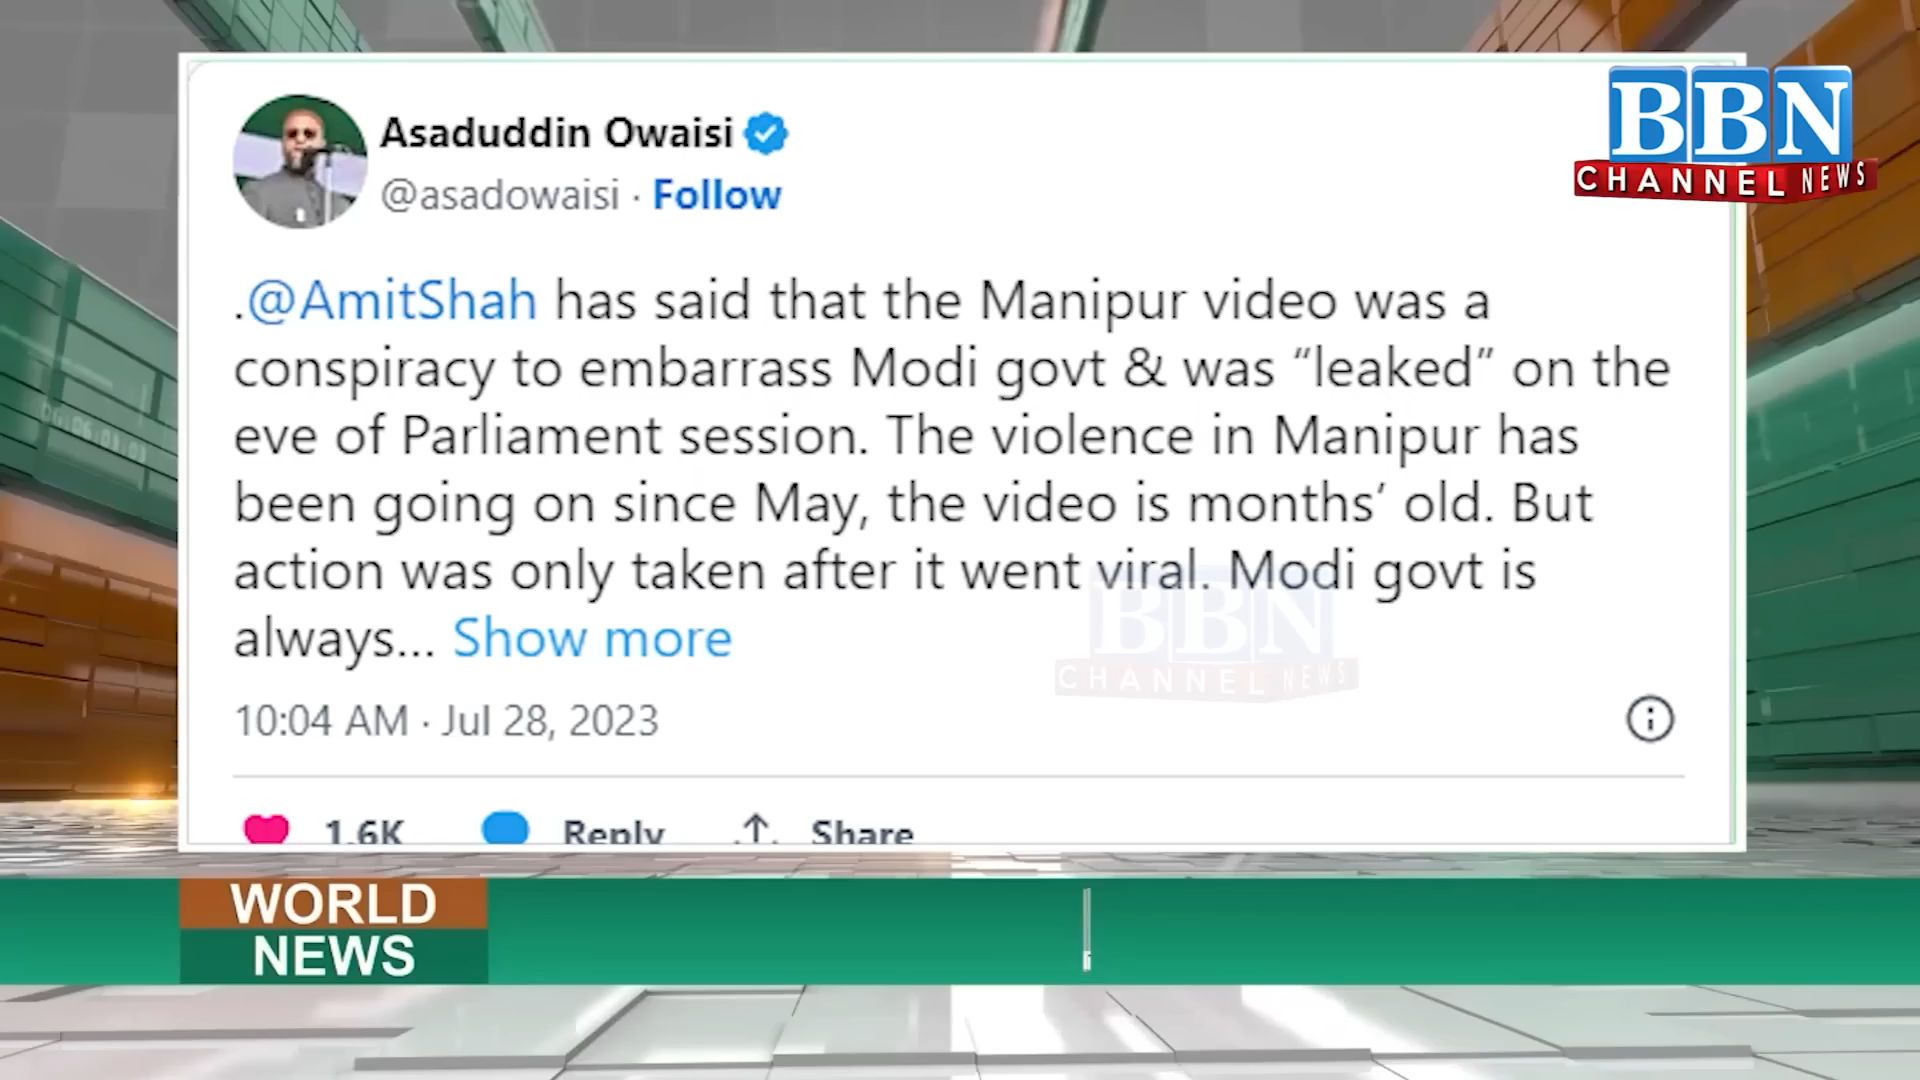 Asaduddin Owaisi
@asadowaisi · Follow
.@AmitShah has said that the Manipur video was a
conspiracy to embarrass Modi govt & was “leaked” on the
eve of Parliament session. The violence in Manipur has
been going on since May, the video is months’ old. But
action was only taken after it went viral. Modi govt is
always... Show more
10:04 AM · Jul 28, 2023
1.6K Reply Share
BBN
CHANNEL NEWS
BBN
CHANNEL NEWS
WORLD
NEWS